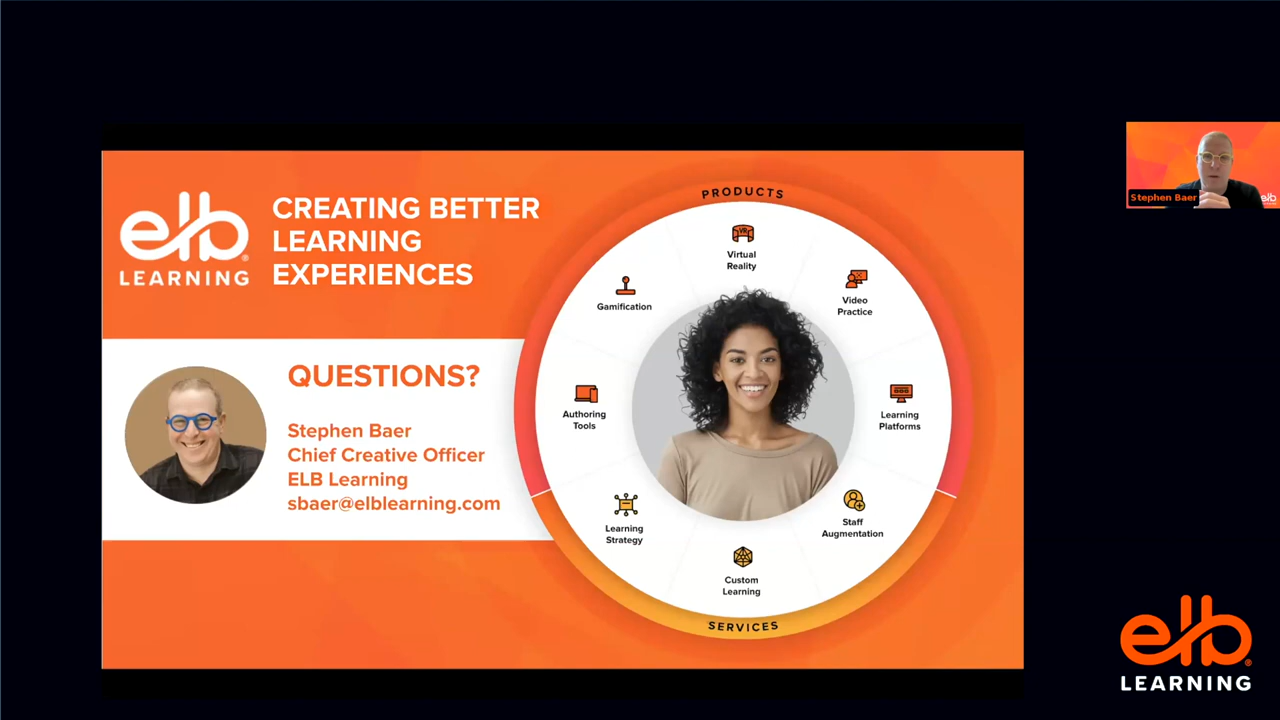 elb
LEARNING
CREATING BETTER
LEARNING
EXPERIENCES
QUESTIONS?
Stephen Baer
Chief Creative Officer
ELB Learning
sbaer@elblearning.com
PRODUCTS
VR
Virtual
Reality
Gamification
Video
Practice
Authoring
Tools
Learning
Platforms
Learning
Strategy
Staff
Augmentation
Custom
Learning
SERVICES
Stephen Baer
elb
elb
LEARNING